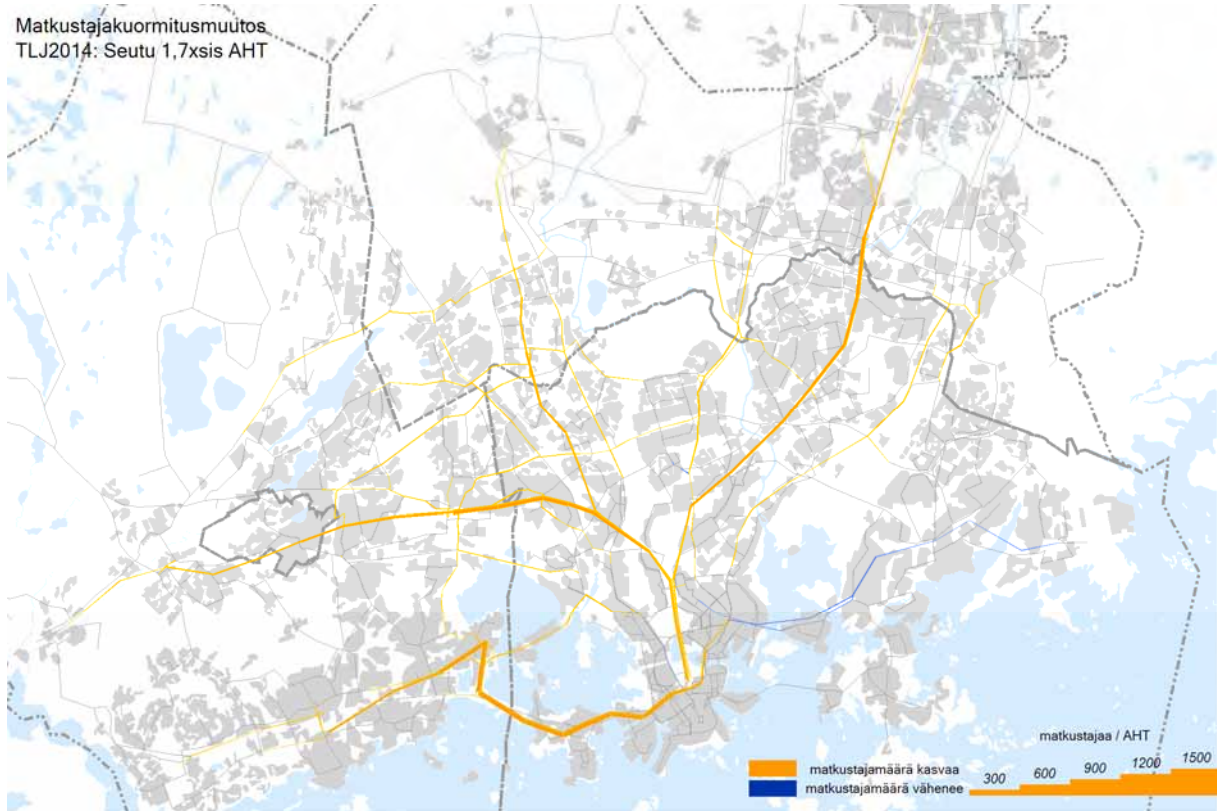 Matkustajakuormitusmuutos
TLJ2014: Seutu 1,7xsis AHT
matkustajaa / AHT
matkustajamäärä kasvaa
matkustajamäärä vähenee
300 600 900 1200 1500